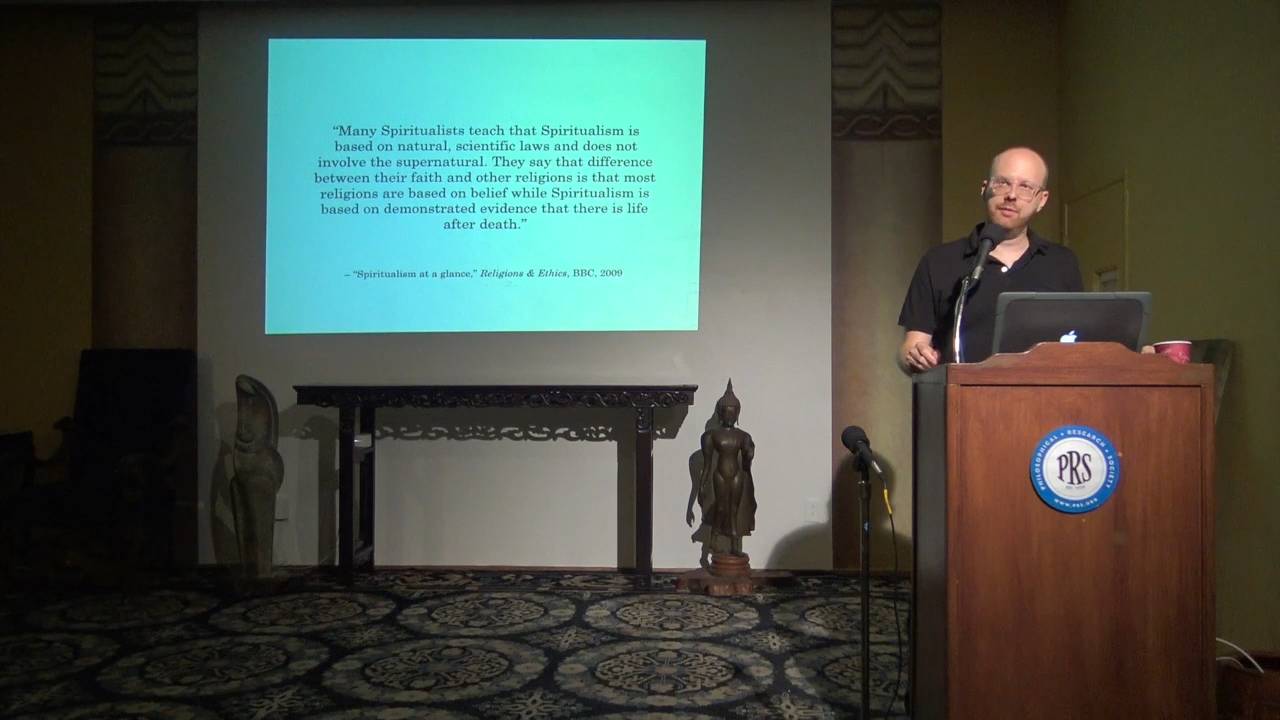 “Many Spiritualists teach that Spiritualism is
based on natural, scientific laws and does not
involve the supernatural. They say that difference
between their faith and other religions is that most
religions are based on belief while Spiritualism is
based on demonstrated evidence that there is life
after death.”
– “Spiritualism at a glance,” Religions & Ethics, BBC, 2009
PHILOSOPHICAL • RESEARCH • SOCIETY
PRS
WWW.PRS.ORG